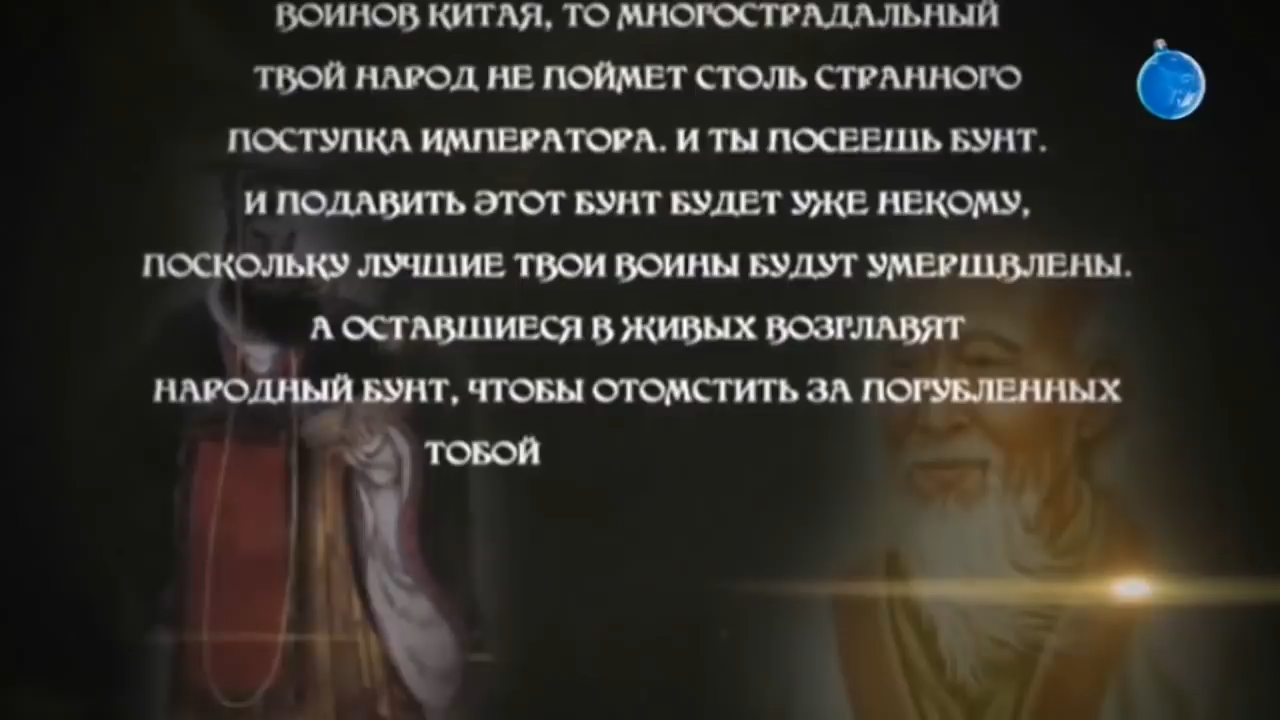 ВОИНОВ КИТАЯ, ТО МНОГОСТРАДАЛЬНЫЙ
ТВОЙ НАРОД НЕ ПОЙМЕТ СТОЛЬ СТРАННОГО
ПОСТУПКА ИМПЕРАТОРА. И ТЫ ПОСЕЕШЬ БУНТ.
И ПОДАВИТЬ ЭТОТ БУНТ БУДЕТ УЖЕ НЕКОМУ,
ПОСКОЛЬКУ ЛУЧШИЕ ТВОИ ВОИНЫ БУДУТ УМЕРЩВЛЕНЫ.
А ОСТАВШИЕСЯ В ЖИВЫХ ВОЗГЛАВЯТ
НАРОДНЫЙ БУНТ, ЧТОБЫ ОТОМСТИТЬ ЗА ПОГУБЛЕННЫХ
ТОБОЙ